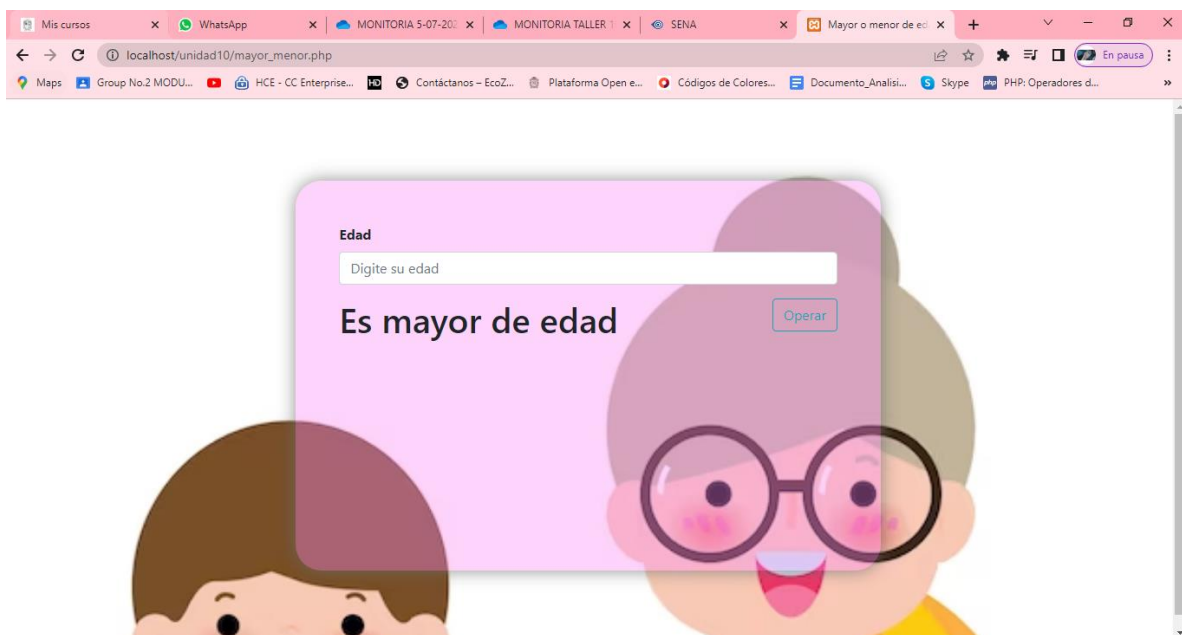 Mis cursos
WhatsApp
MONITORIA 5-07-202
MONITORIA TALLER 1
SENA
Mayor o menor de ed
localhost/unidad10/mayor_menor.php
En pausa
Maps
Group No.2 MODU...
HCE - CC Enterprise...
HD
Contáctanos – EcoZ...
Plataforma Open e...
Códigos de Colores...
Documento_Analisi...
Skype
php
PHP: Operadores d...
Edad
Digite su edad
Es mayor de edad
Operar